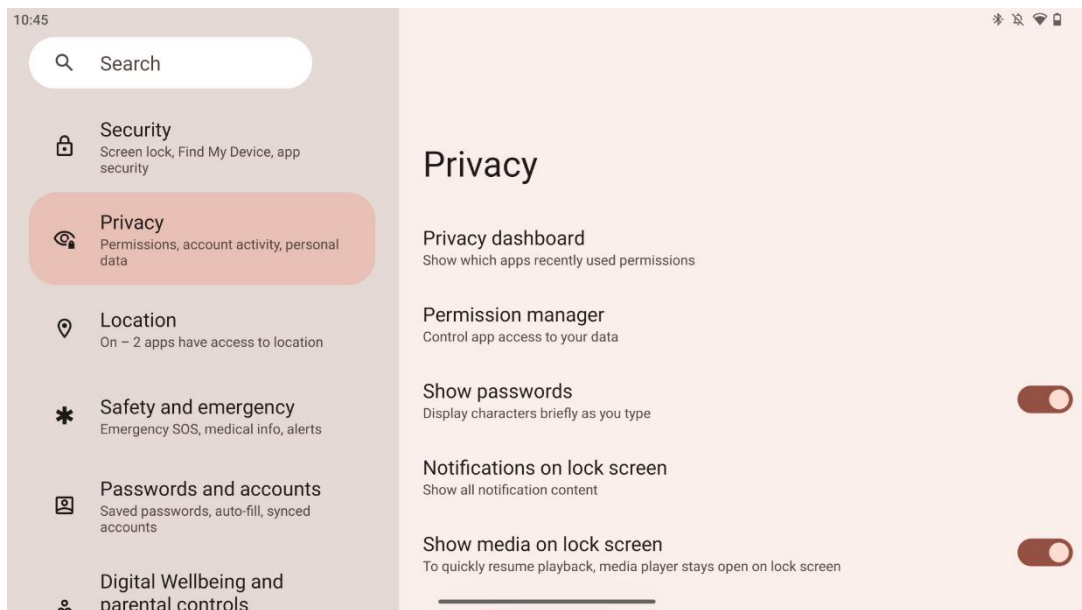 10:45
Search
Security
Screen lock, Find My Device, app
security
Privacy
Permissions, account activity, personal
data
Location
On – 2 apps have access to location
Safety and emergency
Emergency SOS, medical info, alerts
Passwords and accounts
Saved passwords, auto-fill, synced
accounts
Digital Wellbeing and
parental controls
Privacy
Privacy dashboard
Show which apps recently used permissions
Permission manager
Control app access to your data
Show passwords
Display characters briefly as you type
Notifications on lock screen
Show all notification content
Show media on lock screen
To quickly resume playback, media player stays open on lock screen